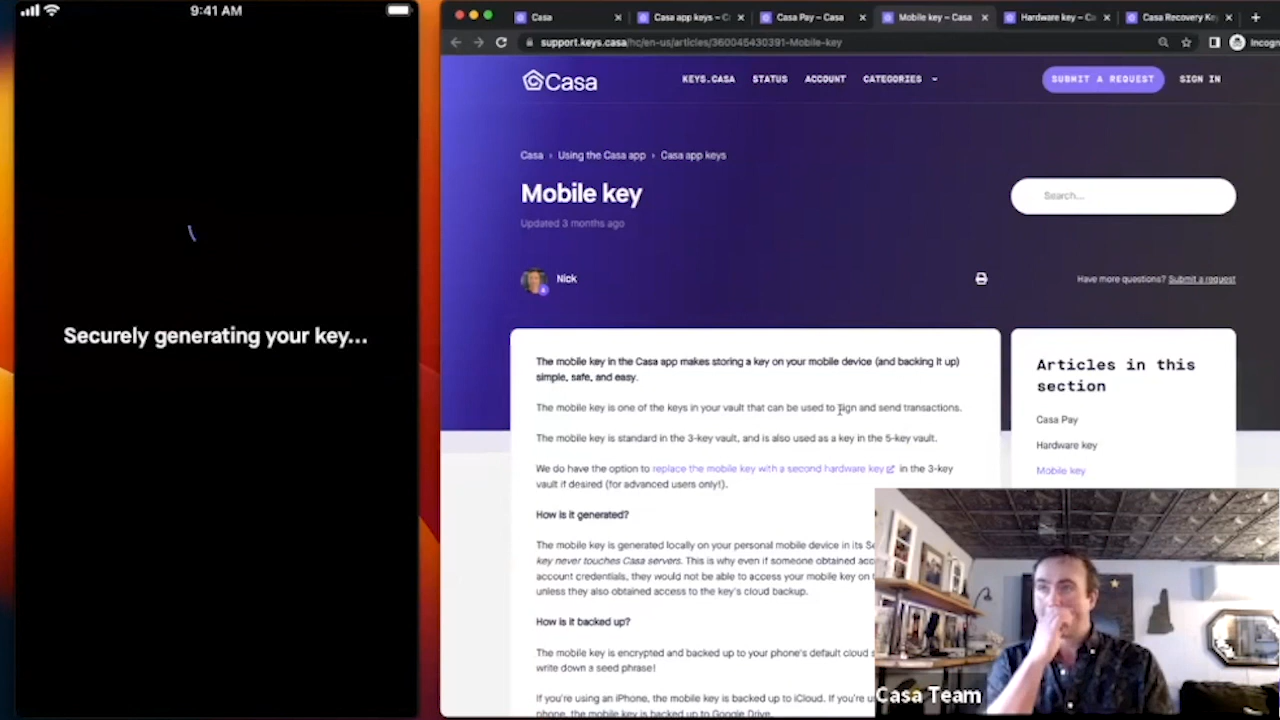 9:41 AM
Securely generating your key...
Casa
Casa app keys – C
Casa Pay – Casa
Mobile key – Casa
Hardware key – Ca
Casa Recovery Ke
support.keys.casa/hc/en-us/articles/360045430391-Mobile-key
Incogn
Casa
KEYS.CASA STATUS ACCOUNT CATEGORIES SUBMIT A REQUEST SIGN IN
Casa › Using the Casa app › Casa app keys
Mobile key
Search...
Updated 3 months ago
Nick
Have more questions? Submit a request
The mobile key in the Casa app makes storing a key on your mobile device (and backing it up)
simple, safe, and easy.
The mobile key is one of the keys in your vault that can be used to sign and send transactions.
The mobile key is standard in the 3-key vault, and is also used as a key in the 5-key vault.
We do have the option to replace the mobile key with a second hardware key in the 3-key
vault if desired (for advanced users only!).
How is it generated?
The mobile key is generated locally on your personal mobile device in its Se
key never touches Casa servers. This is why even if someone obtained acc
account credentials, they would not be able to access your mobile key on t
unless they also obtained access to the key's cloud backup.
How is it backed up?
The mobile key is encrypted and backed up to your phone's default cloud s
write down a seed phrase!
If you're using an iPhone, the mobile key is backed up to iCloud. If you're u
phone, the mobile key is backed up to Google Drive.
Articles in this
section
Casa Pay
Hardware key
Mobile key
Casa Team